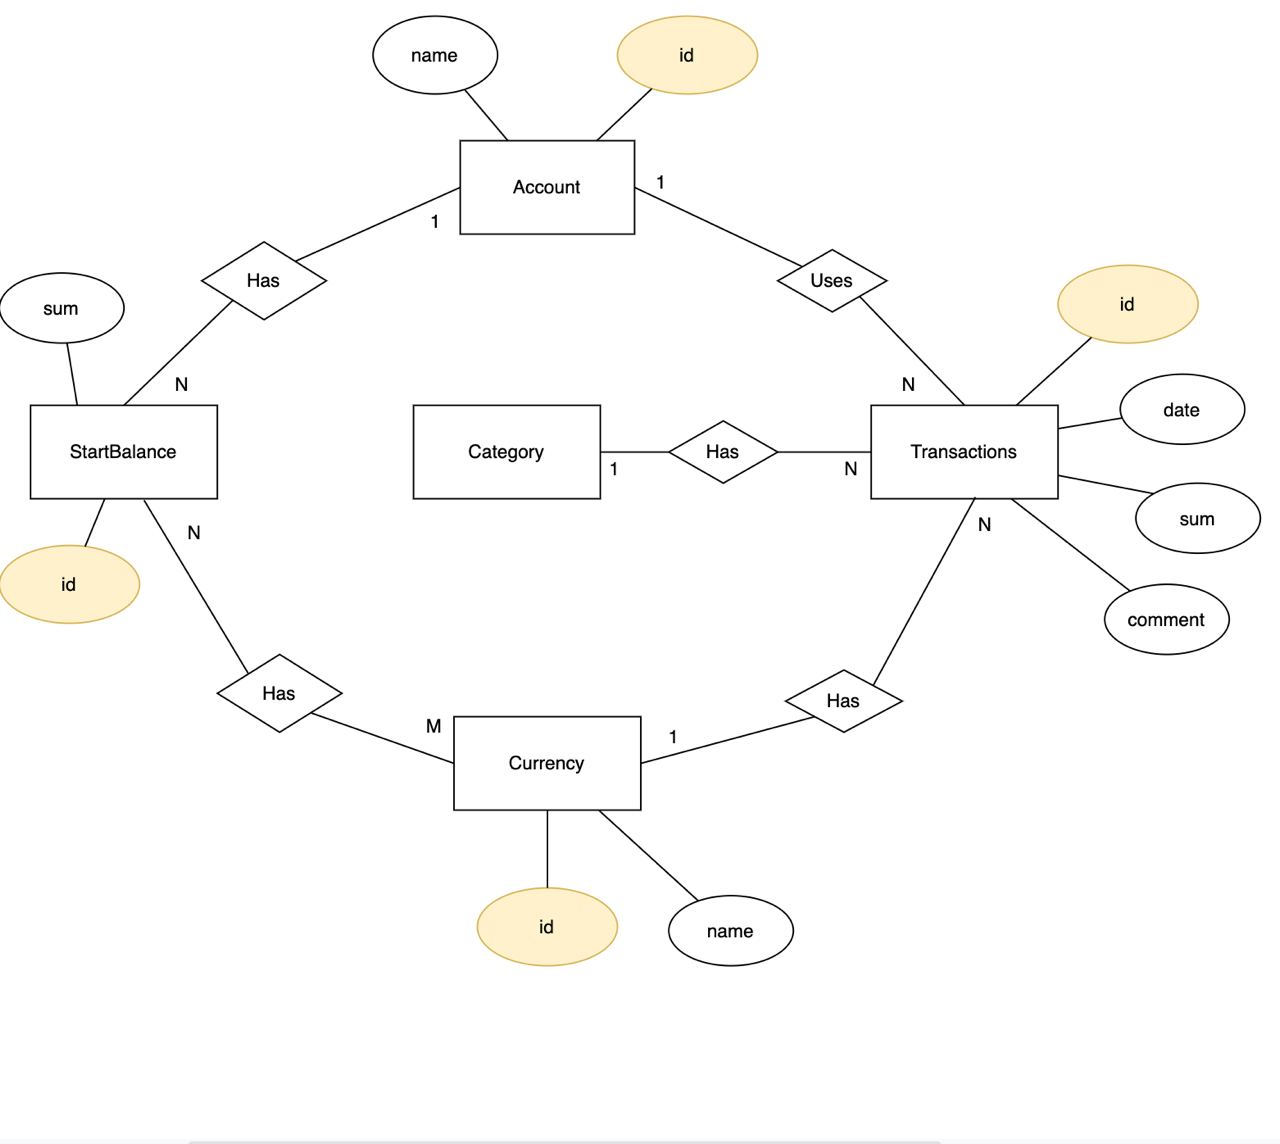 name
id
Account
1
1
Has
Uses
sum
id
N
N
date
StartBalance
Category
1
Has
N
Transactions
sum
N
N
id
comment
Has
Has
M
1
Currency
id
name